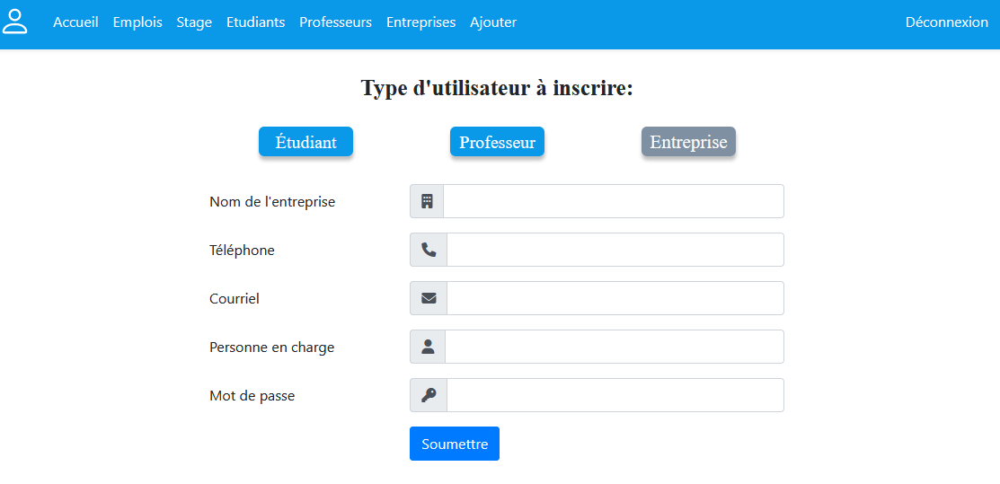 Accueil Emplois Stage Etudiants Professeurs Entreprises Ajouter Déconnexion
Type d'utilisateur à inscrire:
Étudiant Professeur Entreprise
Nom de l'entreprise
Téléphone
Courriel
Personne en charge
Mot de passe
Soumettre